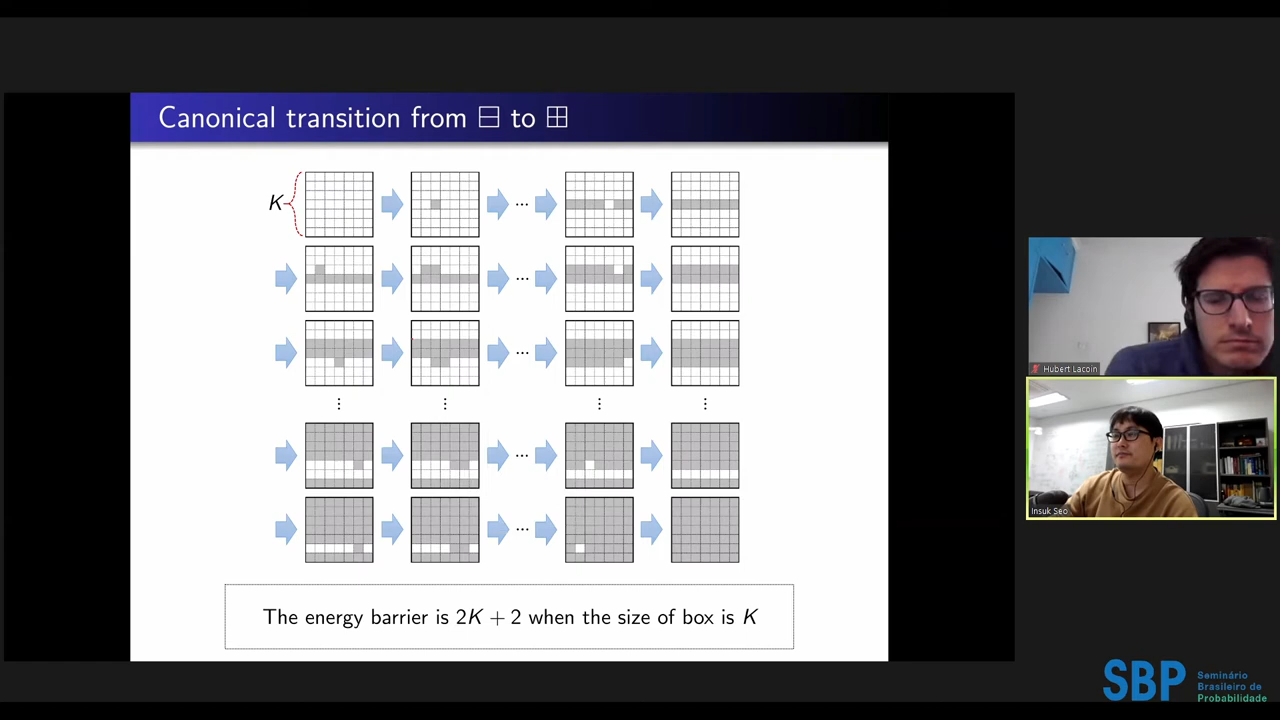 Canonical transition from ⊟ to ⊞
K
...
...
...
⋮ ⋮ ⋮ ⋮
...
...
The energy barrier is 2K + 2 when the size of box is K
Hubert Lacoin
Insuk Seo
SBP Seminário
Brasileiro de
Probabilidade